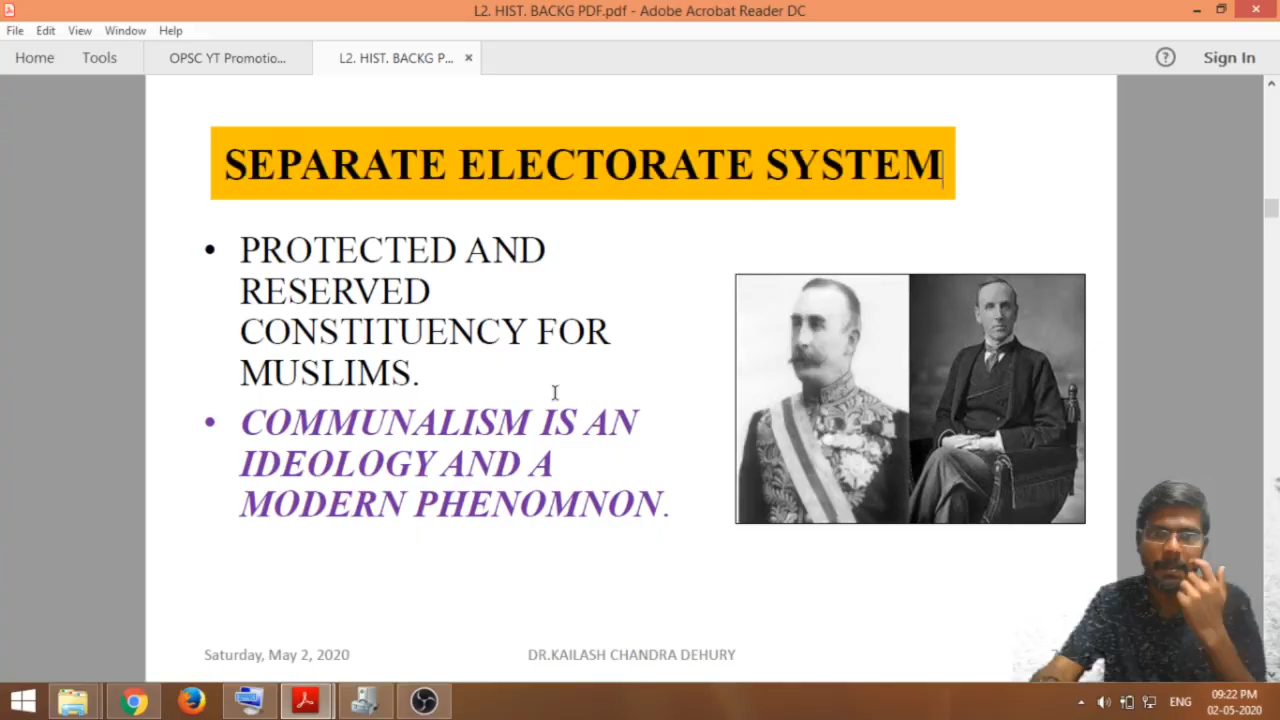 L2. HIST. BACKG PDF.pdf - Adobe Acrobat Reader DC
File Edit View Window Help
Home Tools OPSC YT Promotio... L2. HIST. BACKG P... × Sign In
SEPARATE ELECTORATE SYSTEM
• PROTECTED AND
RESERVED
CONSTITUENCY FOR
MUSLIMS.
• COMMUNALISM IS AN
IDEOLOGY AND A
MODERN PHENOMNON.
Saturday, May 2, 2020 DR.KAILASH CHANDRA DEHURY
ENG 09:22 PM
02-05-2020